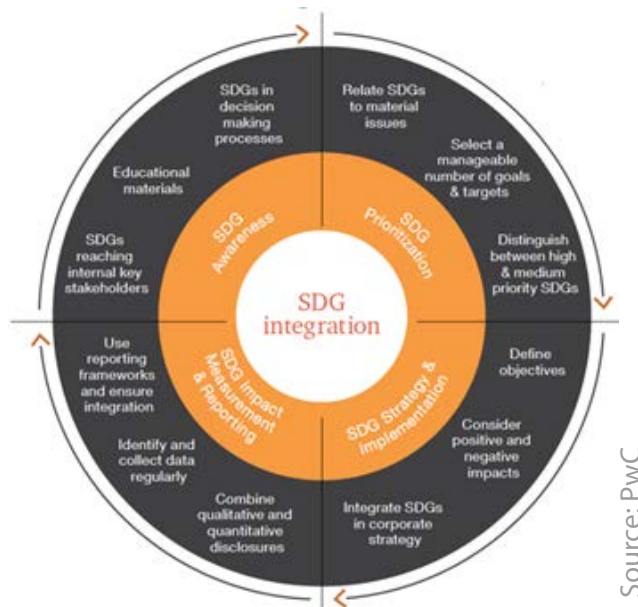 SDGs in
decision
making
processes
Educational
materials
SDGs
reaching
internal key
stakeholders
SDG
Awareness
Relate SDGs
to material
issues
Select a
manageable
number of goals
& targets
Distinguish
between high
& medium
priority SDGs
SDG
Prioritization
SDG
integration
Define
objectives
Consider
positive and
negative
impacts
Integrate SDGs
in corporate
strategy
SDG Strategy &
Implementation
Combine
qualitative and
quantitative
disclosures
Identify and
collect data
regularly
Use
reporting
frameworks
and ensure
integration
SDG Impact
Measurement
& Reporting
Source: PwC